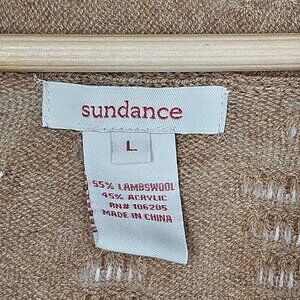 sundance
L
55% LAMBSWOOL
45% ACRYLIC
RN# 106205
MADE IN CHINA